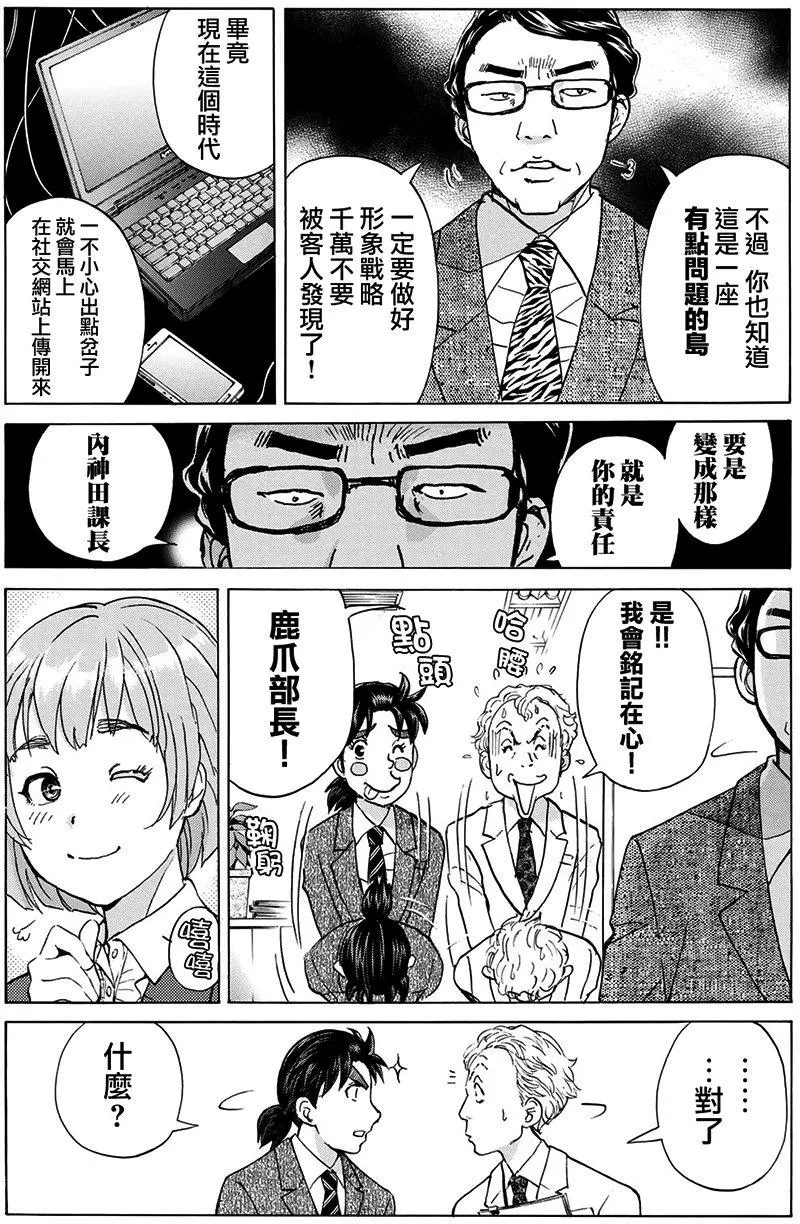 不過 你也知道
這是一座
有點問題的島
一定要做好
形象戰略
千萬不要
被客人發現了！
畢竟
現在這個時代
一不小心出點岔子
就會馬上
在社交網站上傳開來
要是
變成那樣
就是
你的責任
內神田課長
是!!
我會銘記在心！
哈腰
點頭
鹿爪部長！
鞠躬
嘻嘻
……
…對了
什麼？